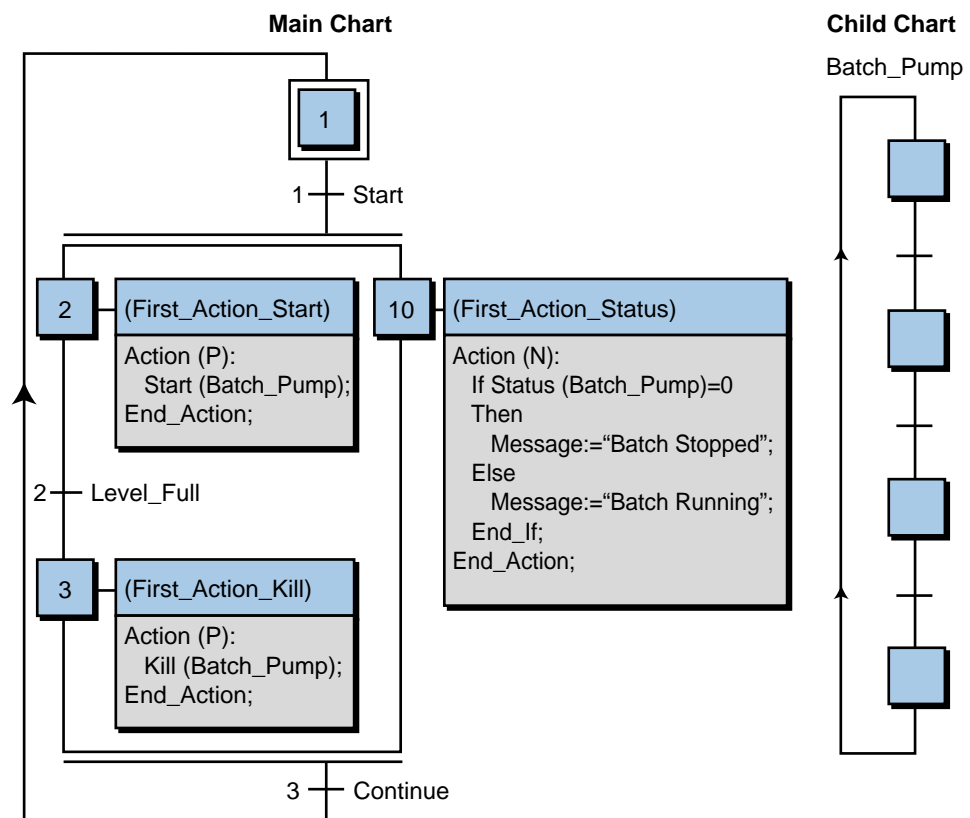 Main Chart
Child Chart
Batch_Pump
1
1
Start
2
(First_Action_Start)
Action (P):
Start (Batch_Pump);
End_Action;
10
(First_Action_Status)
Action (N):
If Status (Batch_Pump)=0
Then
Message:=“Batch Stopped”;
Else
Message:=“Batch Running”;
End_If;
End_Action;
2
Level_Full
3
(First_Action_Kill)
Action (P):
Kill (Batch_Pump);
End_Action;
3
Continue